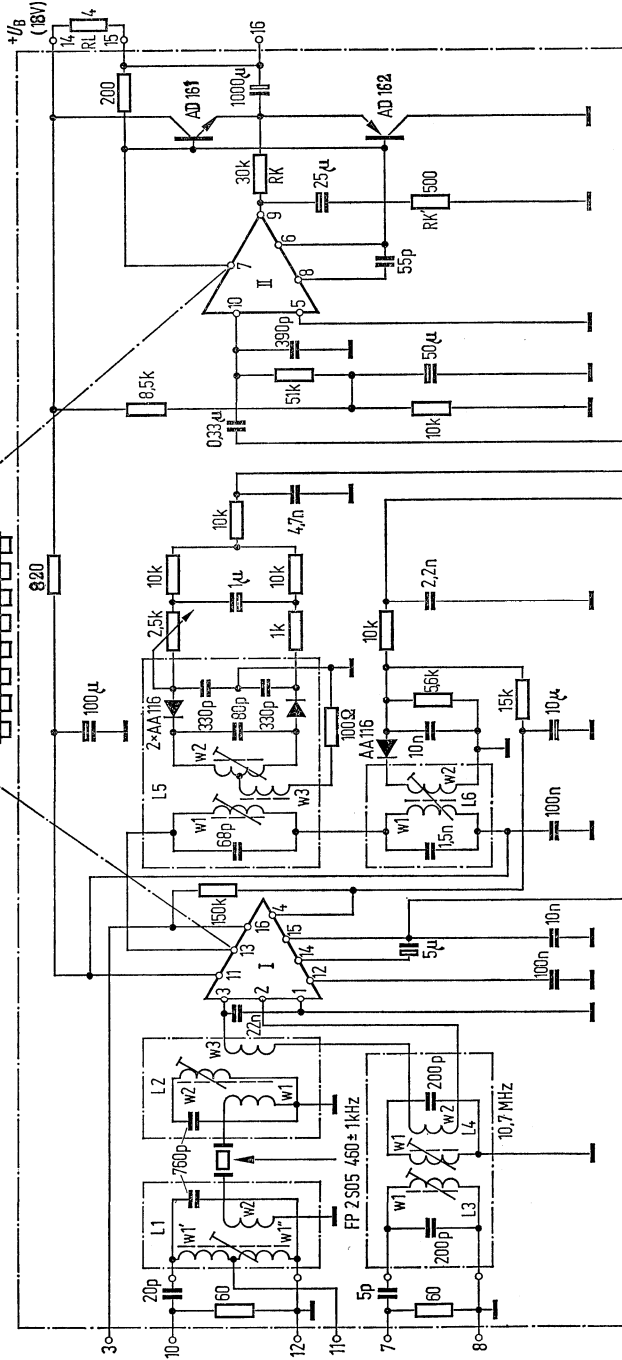 +U_B
(18V)
14
4
RL
15
200
16
AD 161
1000µ
AD 162
30k
RK
25µ
500
RK'
9
6
8
7
II
10
5
55p
390p
51k
50µ
8,5k
0,33µ
10k
820
100µ
10k
4,7n
10k
1µ
10k
2,5k
1k
2×AA116
330p
80p
330p
100Ω
L5
w2
w1
w3
68p
10k
2,2n
AA116
5,6k
10n
15k
10µ
w1
w2
L6
1,5n
100n
150k
13
16
4
11
I
15
14
12
5µ
10n
100n
3
2
1
22n
w3
L2
w2
w1
760p
L1
w1'
w2
w1"
FP 2 S05 460 ± 1kHz
200p
w2
w1
L4
10,7 MHz
w1
L3
200p
20p
60
5p
60
3
10
12
11
7
8